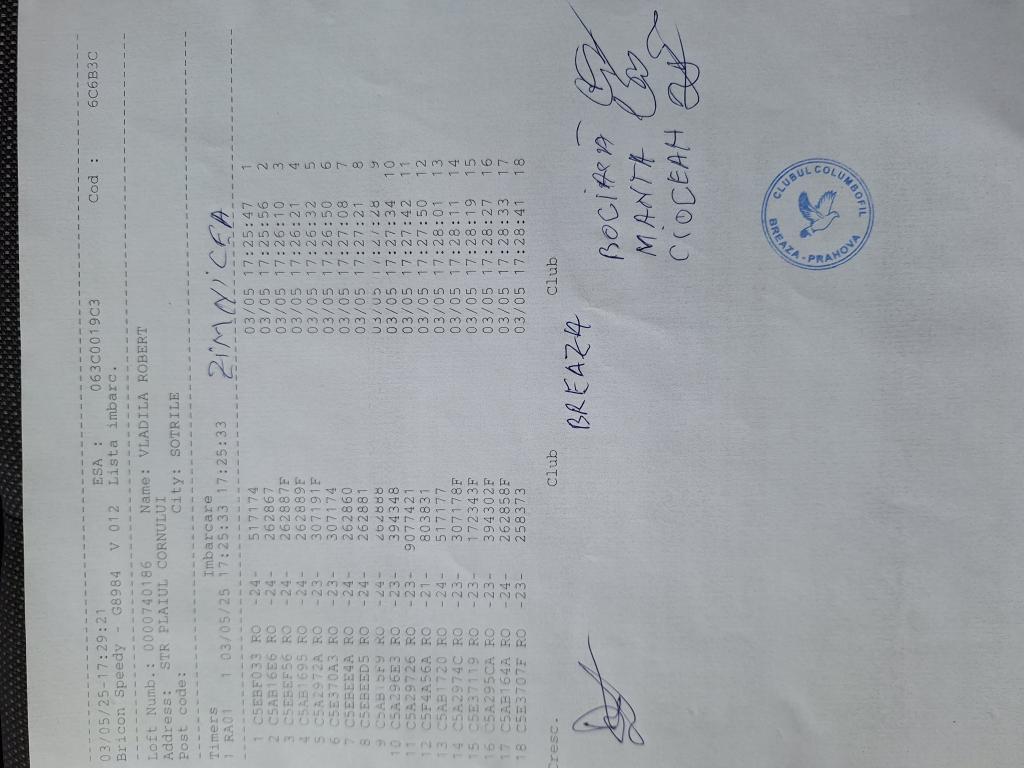 03/05/25-17:29:21 ESA : 063C0019C3 Cod : 6C6B3C
Bricon Speedy - G8984 V 012 Lista imbarc.
Loft Numb.: 0000740186 Name: VLADILA ROBERT
Address: STR PLAIUL CORNULUI
Post code: City: SOTRILE
Timers Imbarcare
1 RA01 1 03/05/25 17:25:33 17:25:33 ZIMNICEA
1 C5EBF033 RO -24- 517174 03/05 17:25:47 1
2 C5AB16E6 RO -24- 262867 03/05 17:25:56 2
3 C5EBEF56 RO -24- 262887F 03/05 17:26:10 3
4 C5AB1695 RO -24- 262889F 03/05 17:26:21 4
5 C5A2972A RO -23- 307191F 03/05 17:26:32 5
6 C5E370A3 RO -23- 307174 03/05 17:26:50 6
7 C5EBEE4A RO -24- 262860 03/05 17:27:08 7
8 C5EBEED5 RO -24- 262881 03/05 17:27:21 8
9 C5AB15F9 RO -24- 262888 03/05 17:27:28 9
10 C5A296E3 RO -23- 394348 03/05 17:27:34 10
11 C5A29726 RO -23- 9077421 03/05 17:27:42 11
12 C5F4A56A RO -21- 803831 03/05 17:27:50 12
13 C5AB1720 RO -24- 517177 03/05 17:28:01 13
14 C5A2974C RO -23- 307178F 03/05 17:28:11 14
15 C5E37119 RO -23- 172343F 03/05 17:28:19 15
16 C5A295CA RO -23- 394302F 03/05 17:28:27 16
17 C5AB164A RO -24- 262858F 03/05 17:28:33 17
18 C5E3707F RO -23- 258373 03/05 17:28:41 18
Cresc. Club Club
BREAZA
BOCIARĂ
MANTA
CIOCEAN
CLUBUL COLUMBOFIL
BREAZA - PRAHOVA